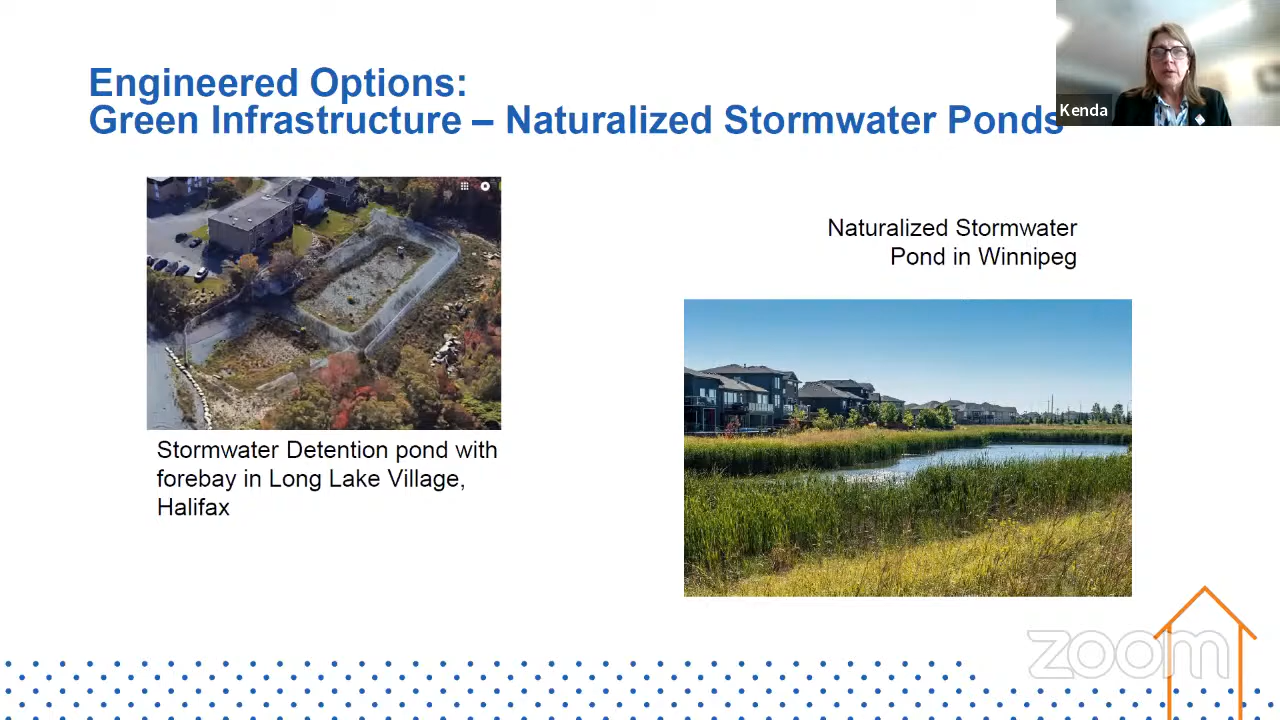 Engineered Options:
Green Infrastructure – Naturalized Stormwater Ponds
Kenda
Naturalized Stormwater
Pond in Winnipeg
Stormwater Detention pond with
forebay in Long Lake Village,
Halifax
zoom